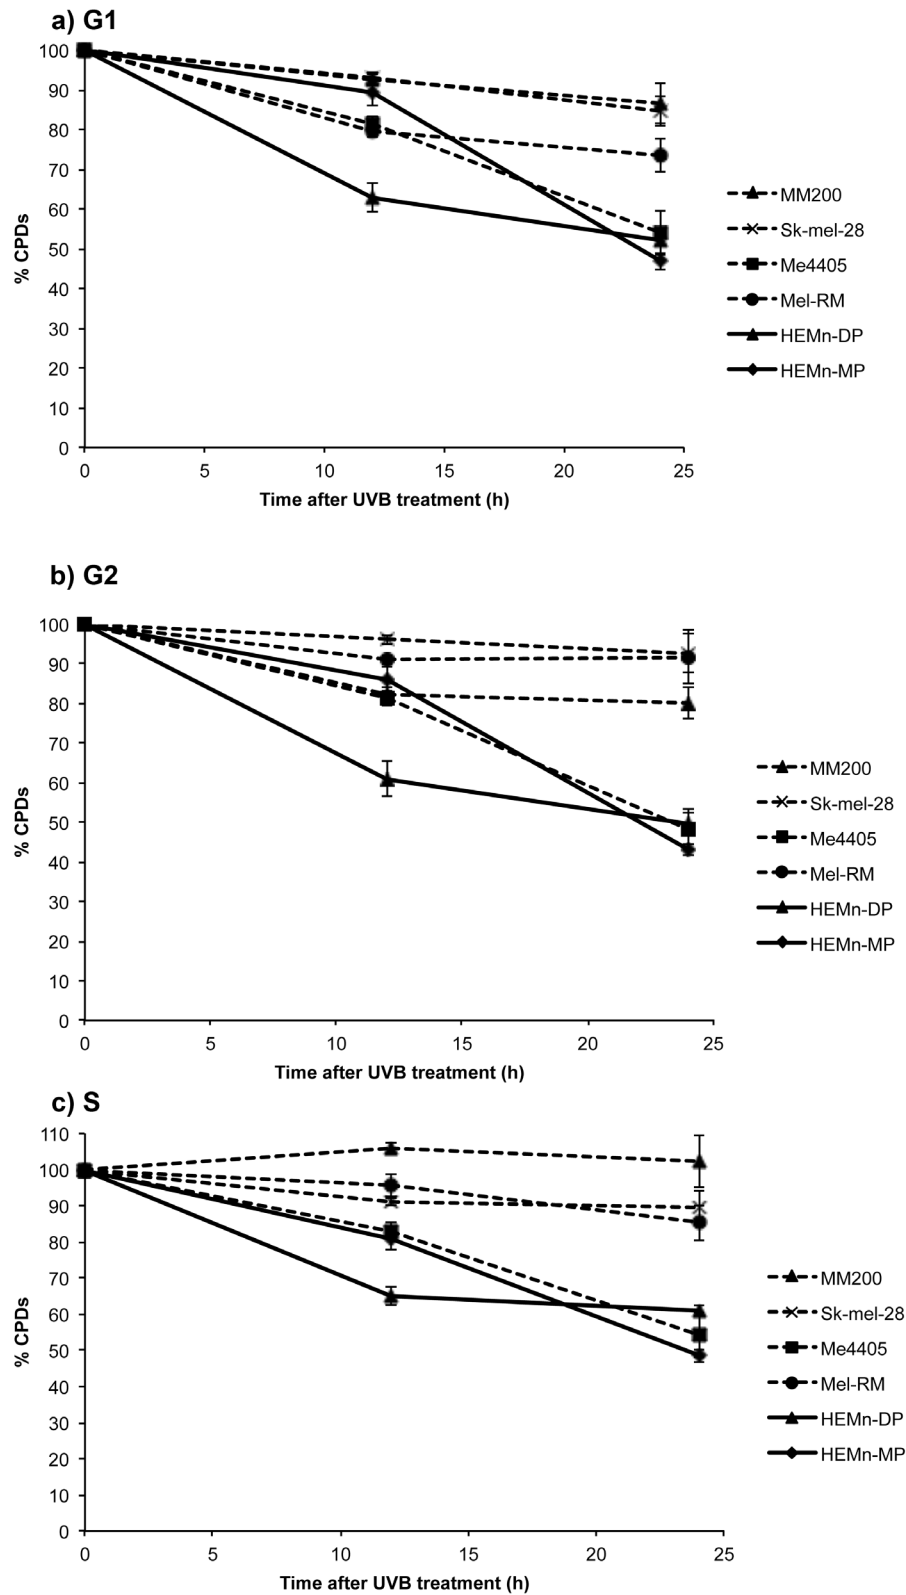 a) G1
100
90
80
70
60
50
40
30
20
10
0
% CPDs
0 5 10 15 20 25
Time after UVB treatment (h)
MM200
Sk-mel-28
Me4405
Mel-RM
HEMn-DP
HEMn-MP
b) G2
100
90
80
70
60
50
40
30
20
10
0
% CPDs
0 5 10 15 20 25
Time after UVB treatment (h)
MM200
Sk-mel-28
Me4405
Mel-RM
HEMn-DP
HEMn-MP
c) S
110
100
90
80
70
60
50
40
30
20
10
0
% CPDs
0 5 10 15 20 25
Time after UVB treatment (h)
MM200
Sk-mel-28
Me4405
Mel-RM
HEMn-DP
HEMn-MP